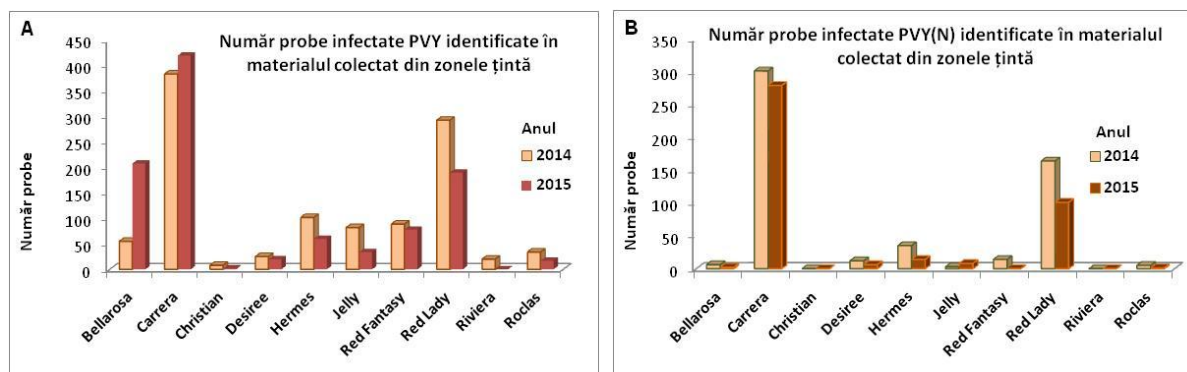 A
Număr probe infectate PVY identificate în
materialul colectat din zonele țintă
450
400
350
300
250
200
150
100
50
0
Număr probe
Anul
2014
2015
Bellarosa
Carrera
Christian
Desiree
Hermes
Jelly
Red Fantasy
Red Lady
Riviera
Roclas
B
Număr probe infectate PVY(N) identificate în materialul
colectat din zonele țintă
350
300
250
200
150
100
50
0
Număr probe
Anul
2014
2015
Bellarosa
Carrera
Christian
Desiree
Hermes
Jelly
Red Fantasy
Red Lady
Riviera
Roclas